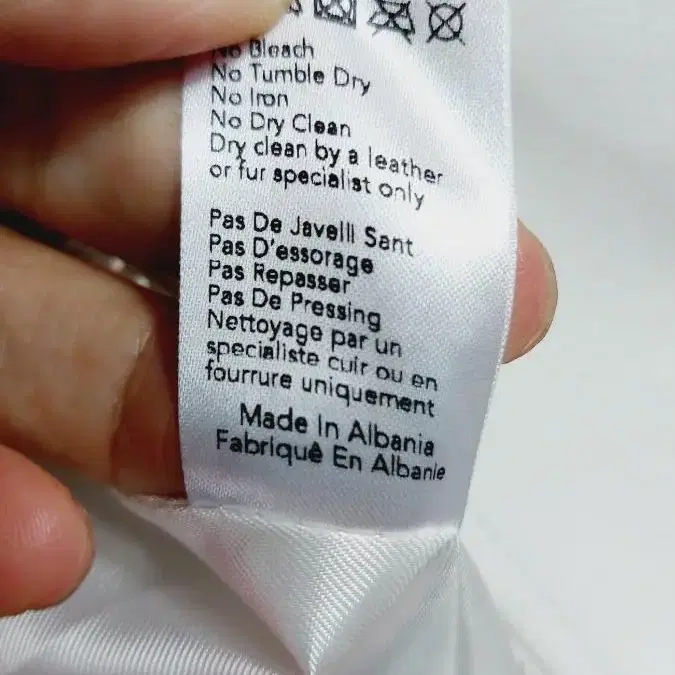 No Bleach
No Tumble Dry
No Iron
No Dry Clean
Dry clean by a leather
or fur specialist only
Pas De Javelll Sant
Pas D'essorage
Pas Repasser
Pas De Pressing
Nettoyage par un
specialiste cuir ou en
fourrure uniquement
Made In Albania
Fabriquê En Albanie